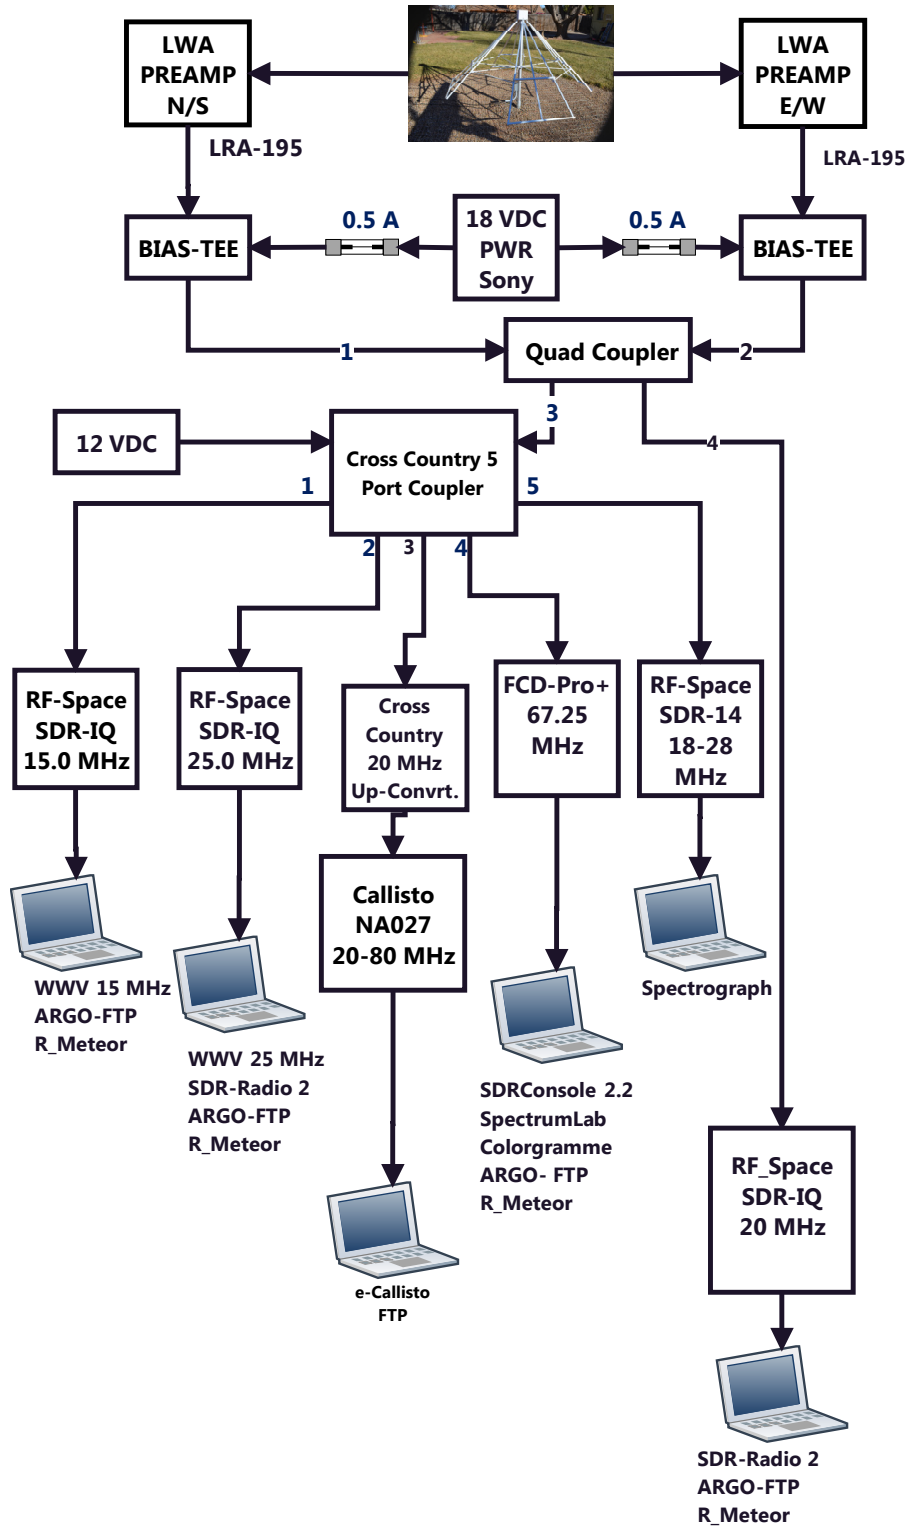 LWA
PREAMP
N/S
LWA
PREAMP
E/W
LRA-195
LRA-195
BIAS-TEE
0.5 A
18 VDC
PWR
Sony
0.5 A
BIAS-TEE
1
Quad Coupler
2
3
4
12 VDC
Cross Country 5
Port Coupler
1
2
3
4
5
RF-Space
SDR-IQ
15.0 MHz
RF-Space
SDR-IQ
25.0 MHz
Cross
Country
20 MHz
Up-Convrt.
FCD-Pro+
67.25
MHz
RF-Space
SDR-14
18-28
MHz
Callisto
NA027
20-80 MHz
WWV 15 MHz
ARGO-FTP
R_Meteor
WWV 25 MHz
SDR-Radio 2
ARGO-FTP
R_Meteor
SDRConsole 2.2
SpectrumLab
Colorgramme
ARGO- FTP
R_Meteor
Spectrograph
e-Callisto
FTP
RF_Space
SDR-IQ
20 MHz
SDR-Radio 2
ARGO-FTP
R_Meteor